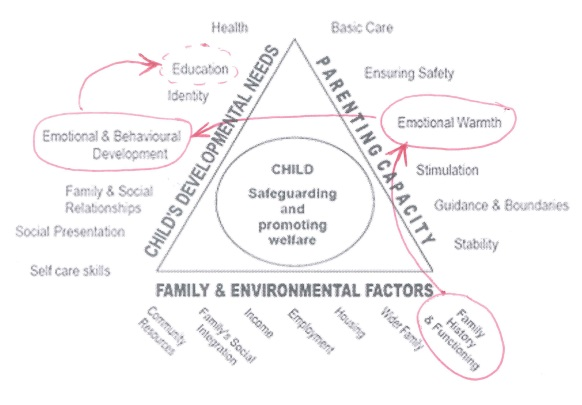 Health
Basic Care
Education
Ensuring Safety
Identity
Emotional Warmth
Emotional & Behavioural
Development
Stimulation
Family & Social
Relationships
Guidance & Boundaries
Social Presentation
Stability
Self care skills
CHILD'S DEVELOPMENTAL NEEDS
PARENTING CAPACITY
CHILD
Safeguarding
and
promoting
welfare
FAMILY & ENVIRONMENTAL FACTORS
Community
Resources
Family's Social
Integration
Income
Employment
Housing
Wider Family
Family
History
& Functioning